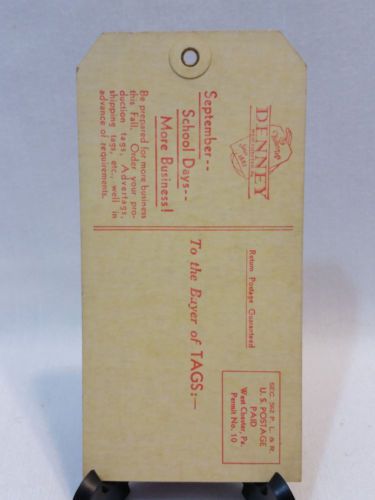 DENNEY
September--
School Days--
More Business!
Be prepared for more business
this Fall. Order your pro-
duction tags, Advertags,
shipping tags, etc., well in
advance of requirements.
Return Postage Guaranteed
SEC. 562 P. L. & R.
U. S. POSTAGE
PAID
West Chester, Pa.
Permit No. 10
To the Buyer of TAGS:—